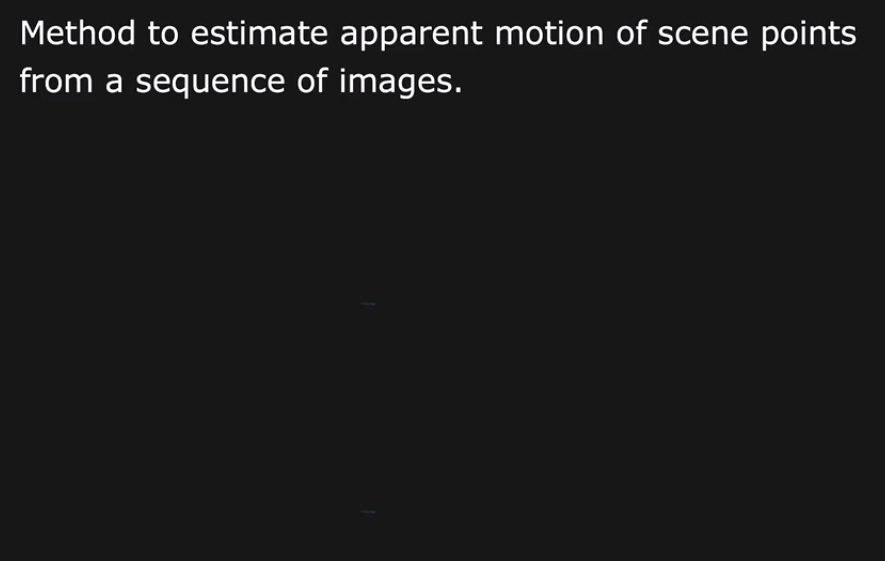 Method to estimate apparent motion of scene points
from a sequence of images.